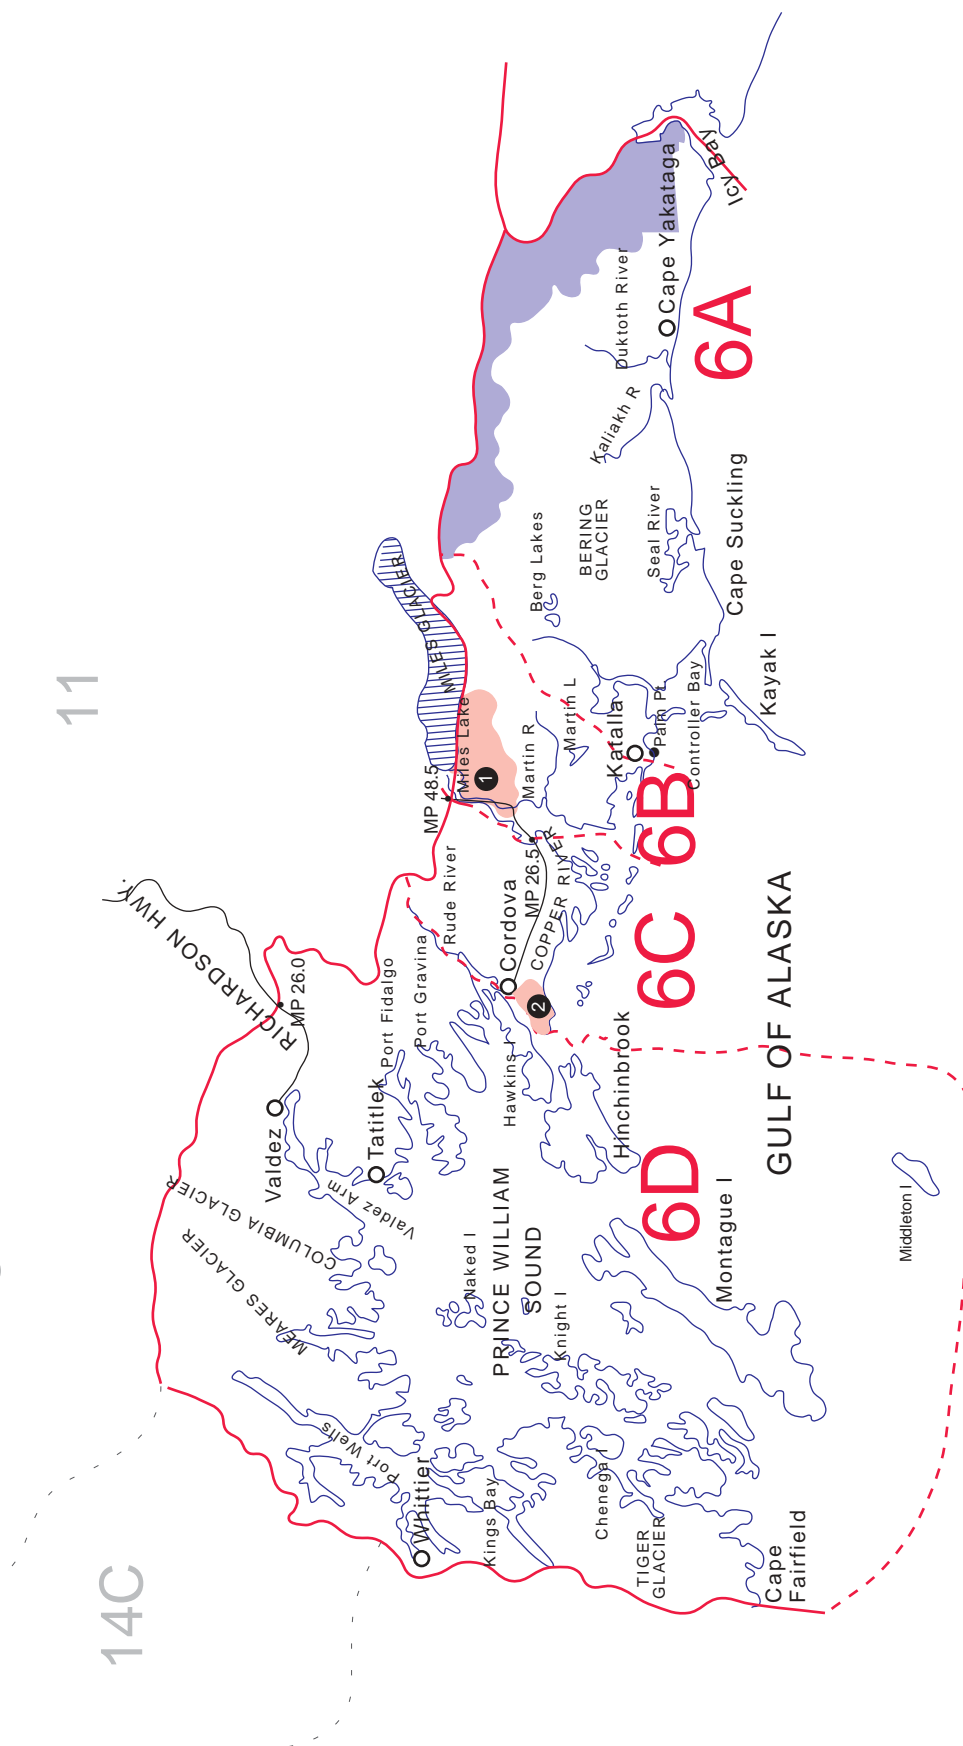 11
14C
RICHARDSON HWY.
MP 26.0
Valdez
COLUMBIA GLACIER
MEARES GLACIER
Valdez Arm
Tatitlek
Port Fidalgo
Port Gravina
Rude River
MP 48.5
Miles Lake
MILES GLACIER
1
Martin R
Martin L
Berg Lakes
BERING
GLACIER
Seal River
Kaliakh R
Duktoth River
Cape Yakataga
Icy Bay
6A
Cape Suckling
Kayak I
Controller Bay
Palm Pt
Katalla
6B
MP 26.5
COPPER RIVER
Cordova
2
6C
Hawkins I
Hinchinbrook
GULF OF ALASKA
6D
Montague I
Middleton I
PRINCE WILLIAM
SOUND
Naked I
Knight I
Port Wells
Whittier
Kings Bay
Chenega I
TIGER
GLACIER
Cape
Fairfield